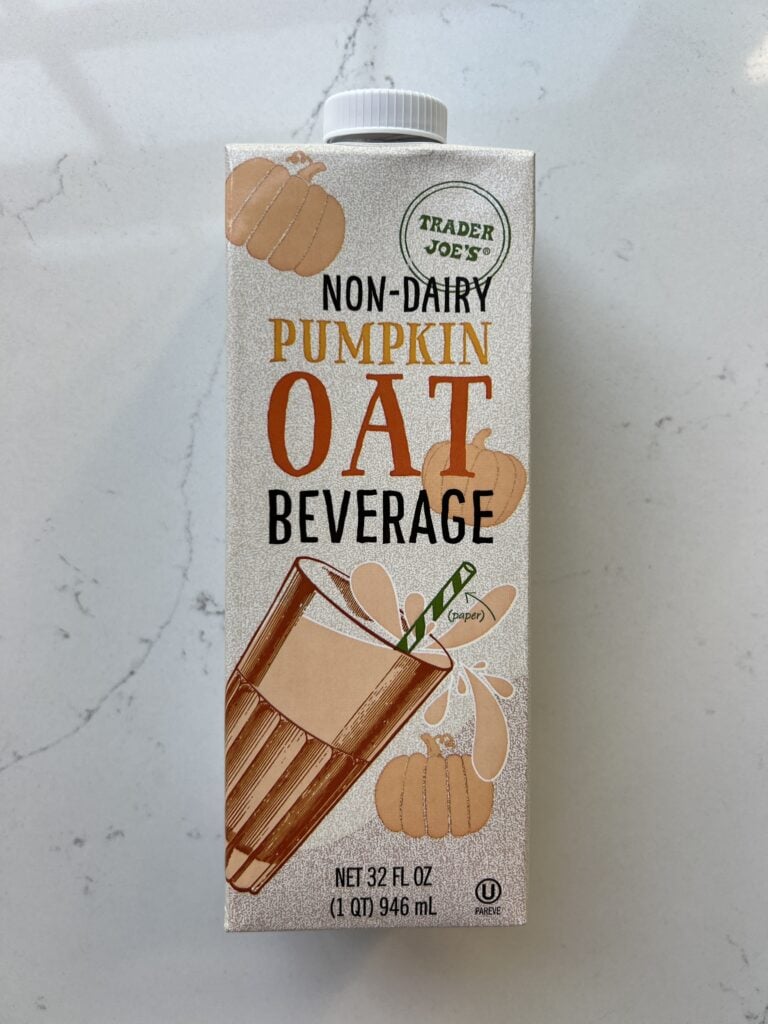 TRADER
JOE'S®
NON-DAIRY
PUMPKIN
OAT
BEVERAGE
(paper)
NET 32 FL OZ
(1 QT) 946 mL
U
PAREVE